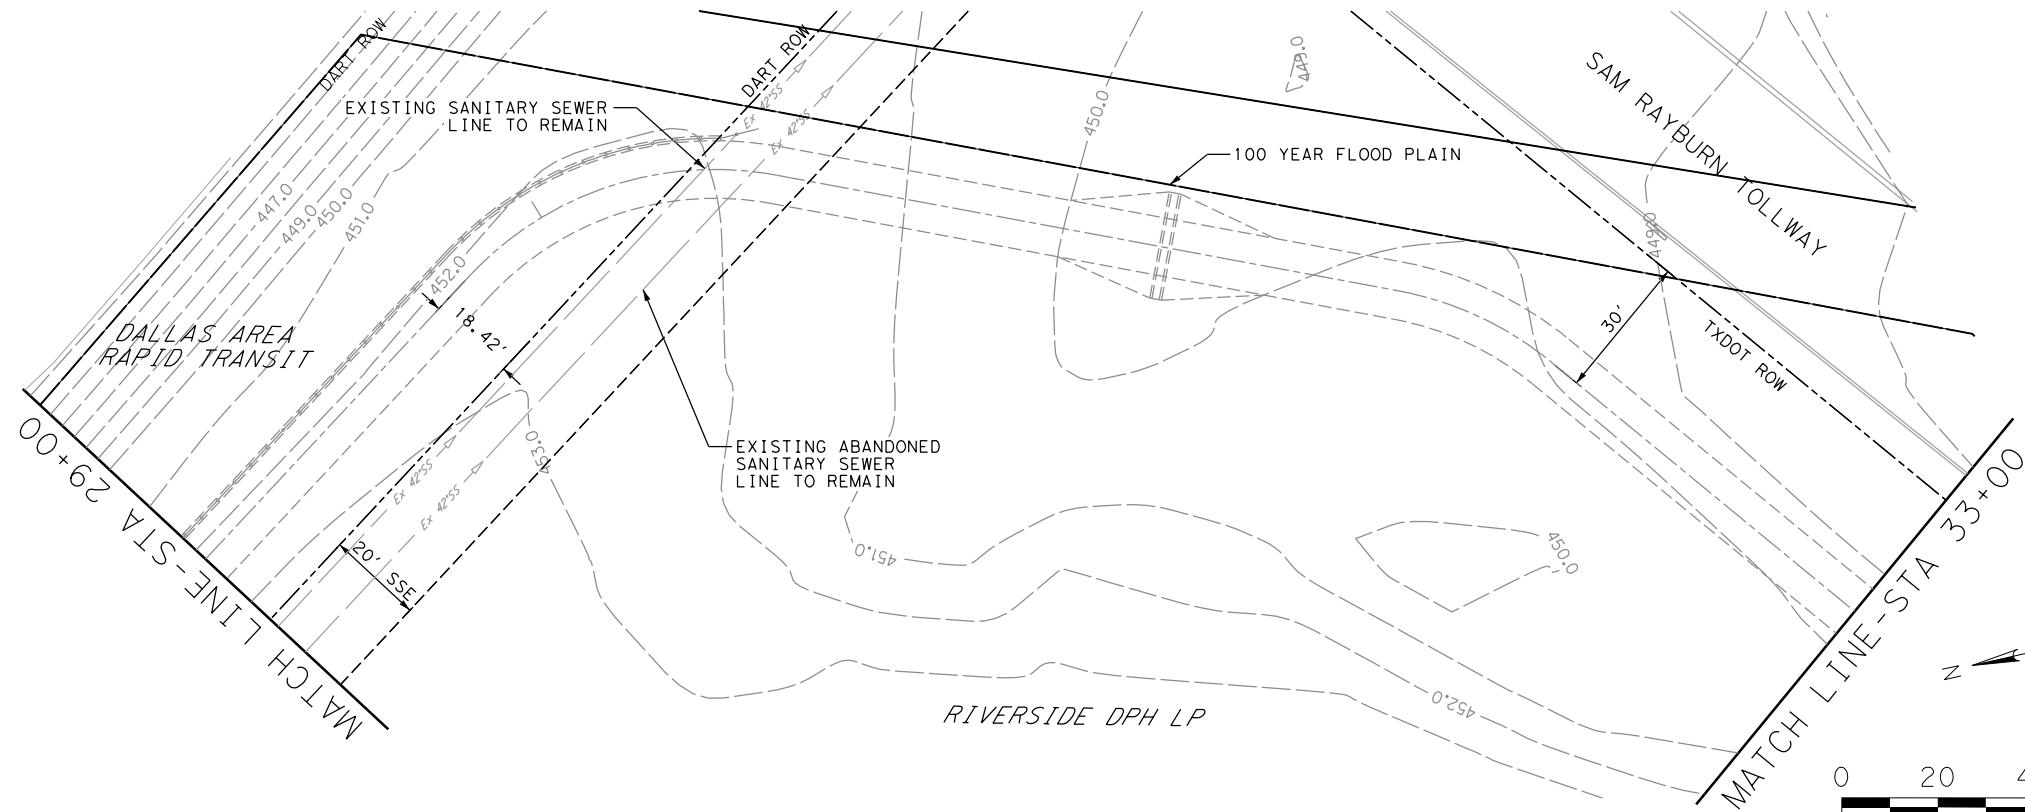 DART ROW
DART ROW
EXISTING SANITARY SEWER
LINE TO REMAIN
Ex 42"SS
Ex 42"SS
450.0
449.0
SAM RAYBURN TOLLWAY
100 YEAR FLOOD PLAIN
447.0
449.0
450.0
451.0
452.0
18.42'
DALLAS AREA
RAPID TRANSIT
30'
TXDOT ROW
EXISTING ABANDONED
SANITARY SEWER
LINE TO REMAIN
453.0
Ex 42"SS
Ex 42"SS
20' SSE
MATCH LINE-STA 29+00
451.0
450.0
452.0
RIVERSIDE DPH LP
MATCH LINE-STA 33+00
N
0 20